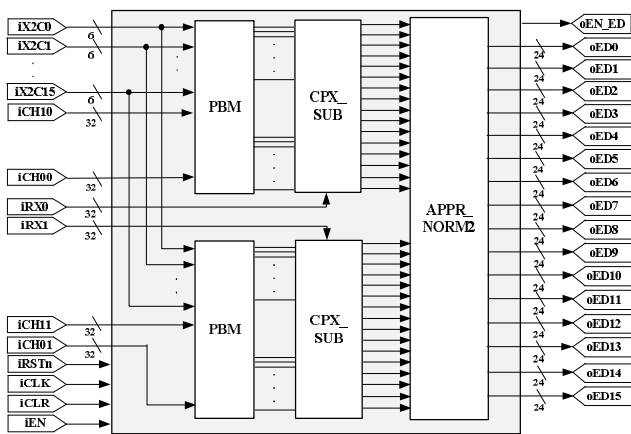 iX2C0
6
iX2C1
6
iX2C15
6
iCH10
32
iCH00
32
iRX0
32
iRX1
32
iCH11
32
iCH01
32
iRSTn
iCLK
iCLR
iEN
PBM
CPX_
SUB
PBM
CPX_
SUB
APPR_
NORM2
oEN_ED
oED0
24
oED1
24
oED2
24
oED3
24
oED4
24
oED5
24
oED6
24
oED7
24
oED8
24
oED9
24
oED10
24
oED11
24
oED12
24
oED13
24
oED14
24
oED15
24